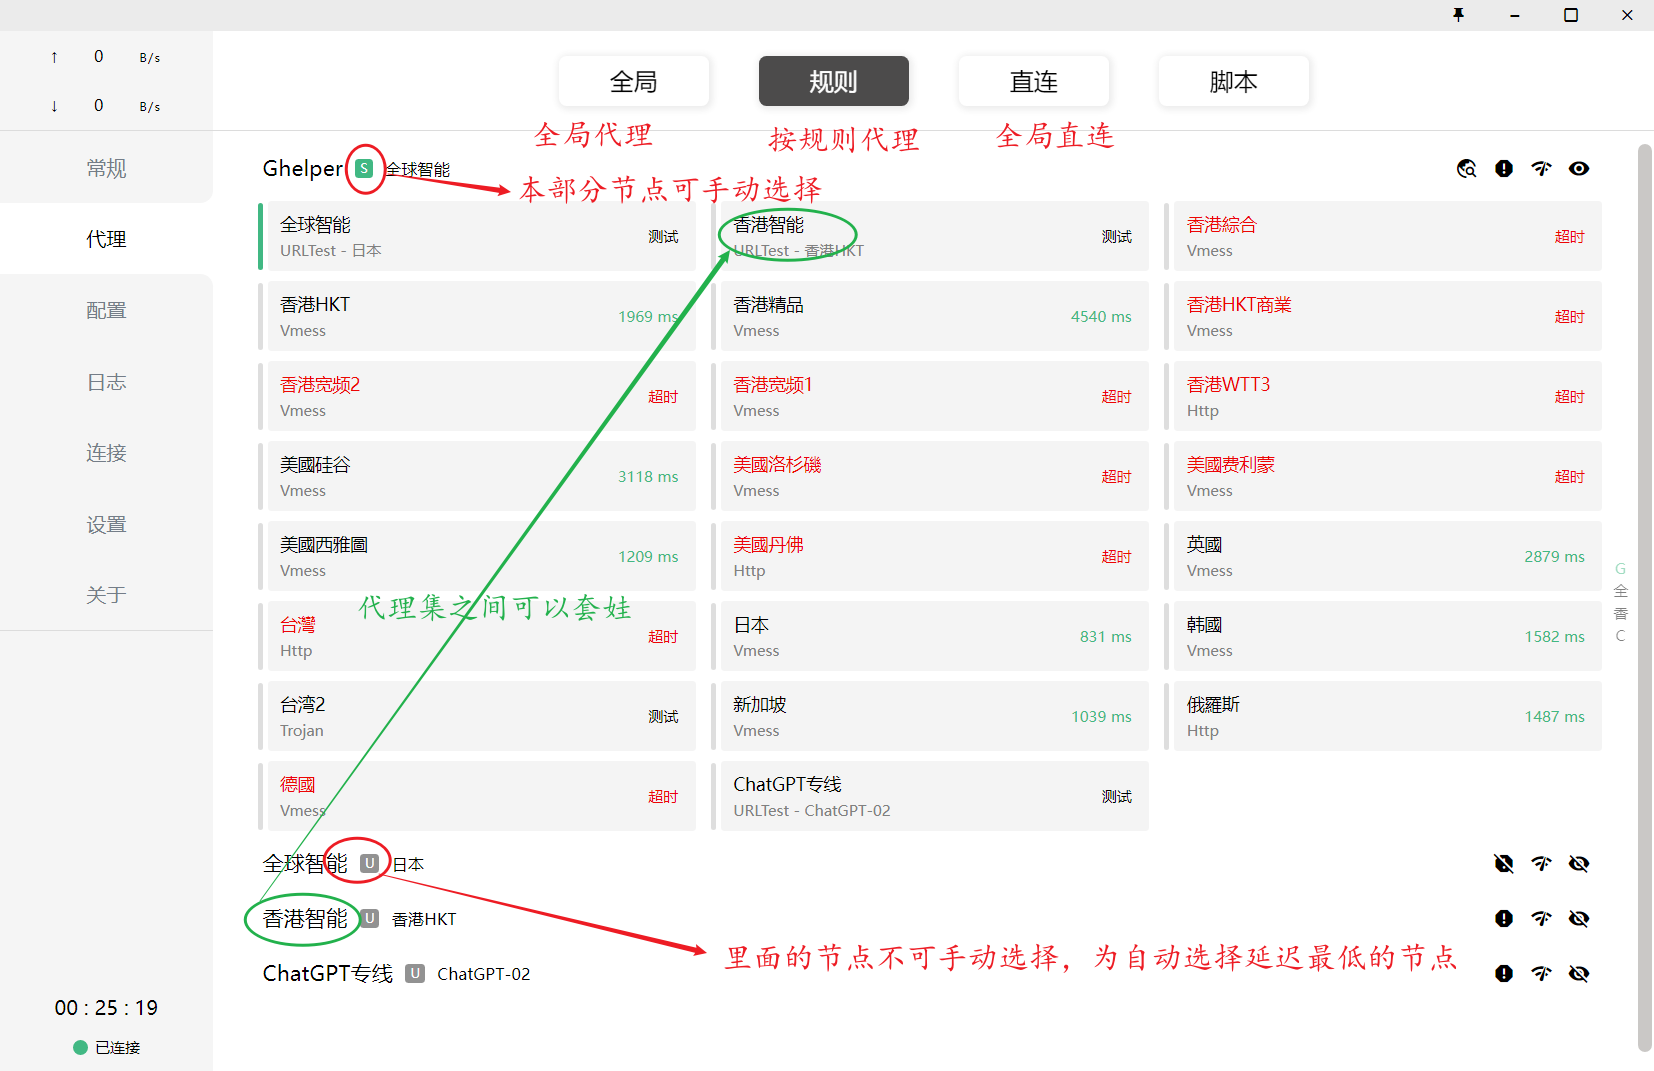 ↑ 0 B/s
↓ 0 B/s
常规
代理
配置
日志
连接
设置
关于
00 : 25 : 19
已连接
全局 规则 直连 脚本
全局代理 按规则代理 全局直连
Ghelper S 全球智能
本部分节点可手动选择
全球智能
URLTest - 日本
测试
香港智能
URLTest - 香港HKT
测试
香港綜合
Vmess
超时
香港HKT
Vmess
1969 ms
香港精品
Vmess
4540 ms
香港HKT商業
Vmess
超时
香港宽频2
Vmess
超时
香港宽频1
Vmess
超时
香港WTT3
Http
超时
美國硅谷
Vmess
3118 ms
美國洛杉磯
Vmess
超时
美國费利蒙
Vmess
超时
美國西雅圖
Vmess
1209 ms
美國丹佛
Http
超时
英國
Vmess
2879 ms
代理集之间可以套娃
台灣
Http
超时
日本
Vmess
831 ms
韩國
Vmess
1582 ms
台湾2
Trojan
测试
新加坡
Vmess
1039 ms
俄羅斯
Http
1487 ms
德國
Vmess
超时
ChatGPT专线
URLTest - ChatGPT-02
测试
全球智能 U 日本
香港智能 U 香港HKT
里面的节点不可手动选择，为自动选择延迟最低的节点
ChatGPT专线 U ChatGPT-02
G
全
香
C